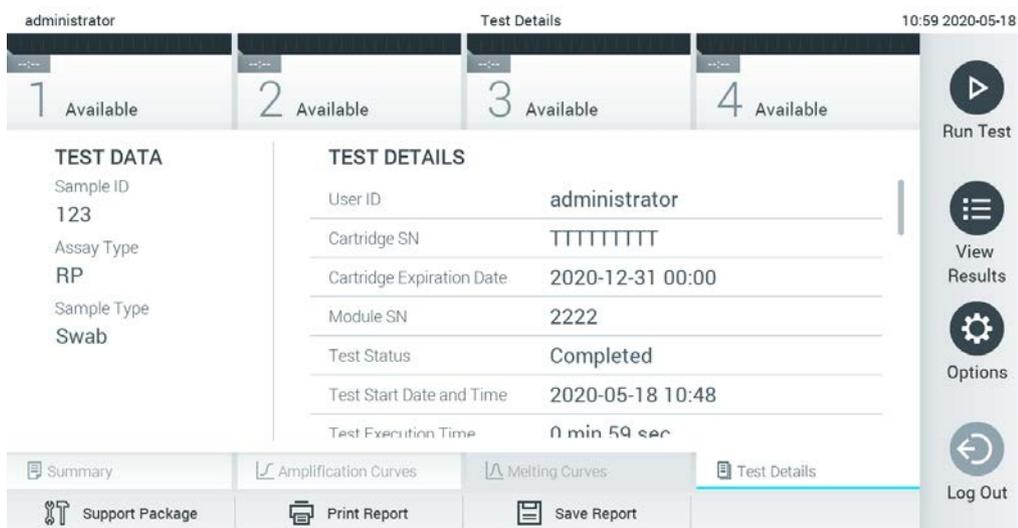 administrator Test Details 10:59 2020-05-18
--:-- --:-- --:-- --:--
1 Available 2 Available 3 Available 4 Available
Run Test
TEST DATA
Sample ID
123
Assay Type
RP
Sample Type
Swab
TEST DETAILS
User ID administrator
Cartridge SN TTTTTTTTT
Cartridge Expiration Date 2020-12-31 00:00
Module SN 2222
Test Status Completed
Test Start Date and Time 2020-05-18 10:48
Test Execution Time 0 min 59 sec
View
Results
Options
Log Out
Summary Amplification Curves Melting Curves Test Details
Support Package Print Report Save Report